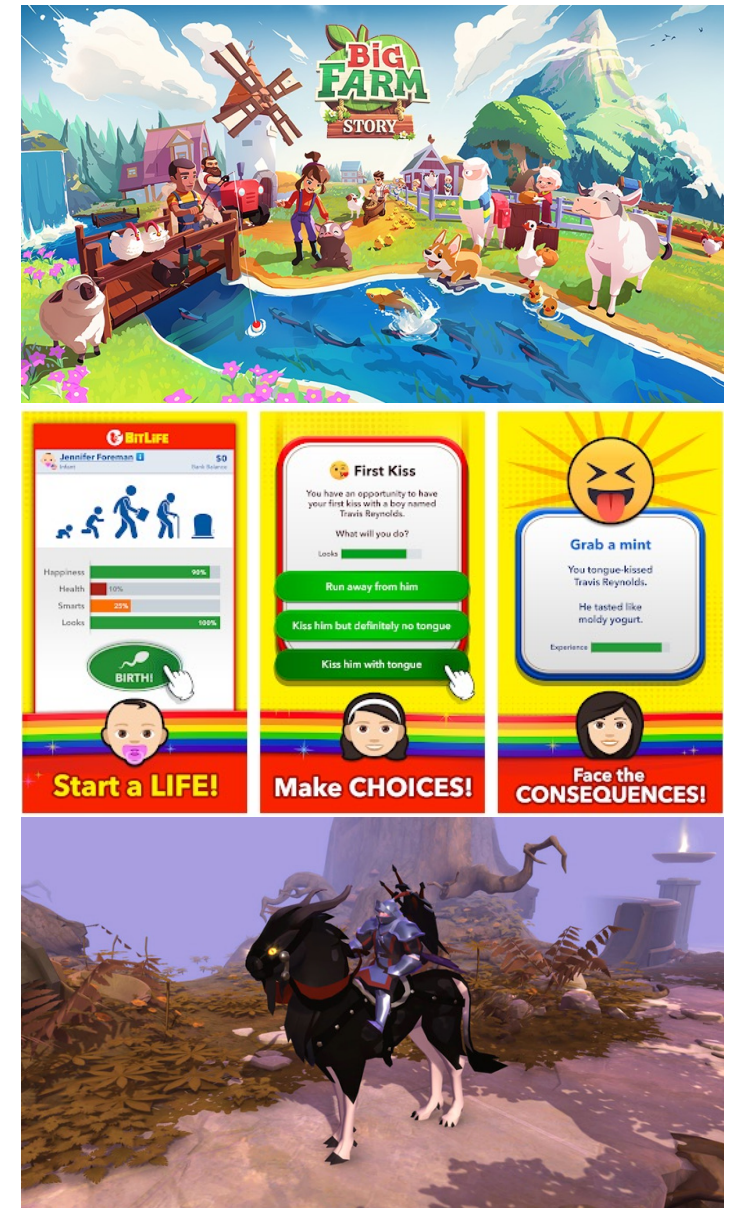 BiG
FARM
STORY
BITLIFE
Jennifer Foreman
$0
Infant
Bank Balance
Happiness
90%
Health
10%
Smarts
25%
Looks
100%
BIRTH!
Start a LIFE!
First Kiss
You have an opportunity to have
your first kiss with a boy named
Travis Reynolds.
What will you do?
Looks
Run away from him
Kiss him but definitely no tongue
Kiss him with tongue
Make CHOICES!
Grab a mint
You tongue-kissed
Travis Reynolds.
He tasted like
moldy yogurt.
Experience
Face the
CONSEQUENCES!